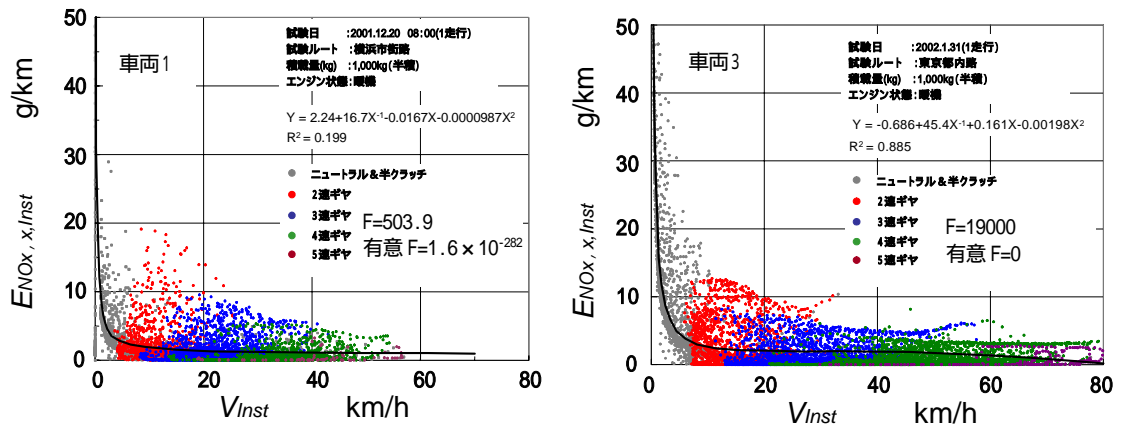 50
40
30
20
10
0
g/km
ENOx , x,Inst
車両1
試験日 :2001.12.20 08:00(1走行)
試験ルート :横浜市街路
積載量(kg) :1,000kg(半積)
エンジン状態:暖機
Y = 2.24+16.7X⁻¹-0.0167X-0.0000987X²
R² = 0.199
ニュートラル&半クラッチ
2速ギヤ
3速ギヤ
4速ギヤ
5速ギヤ
F=503.9
有意 F=1.6×10⁻²⁸²
0 20 40 60 80
VInst km/h
50
40
30
20
10
0
g/km
ENOx , x,Inst
車両3
試験日 :2002.1.31(1走行)
試験ルート :東京都内路
積載量(kg) :1,000kg(半積)
エンジン状態:暖機
Y = -0.686+45.4X⁻¹+0.161X-0.00198X²
R² = 0.885
ニュートラル&半クラッチ
2速ギヤ
3速ギヤ
4速ギヤ
5速ギヤ
F=19000
有意 F=0
0 20 40 60 80
VInst km/h